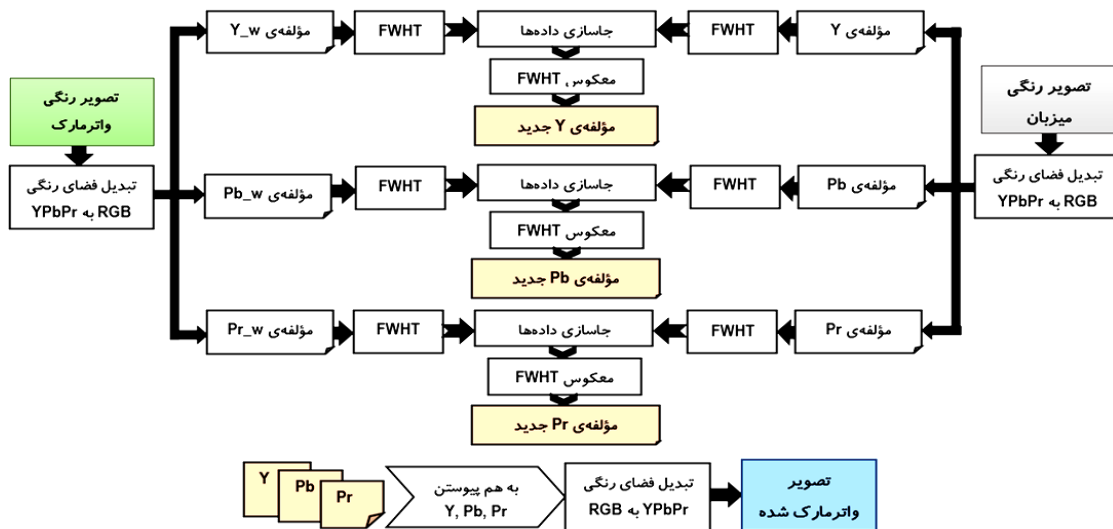 مؤلفه‌ی Y
FWHT
جاسازی داده‌ها
FWHT
مؤلفه‌ی Y_w
معکوس FWHT
مؤلفه‌ی Y جدید
تصویر رنگی
میزبان
تصویر رنگی
واترمارک
تبدیل فضای رنگی
RGB به YPbPr
مؤلفه‌ی Pb
FWHT
جاسازی داده‌ها
FWHT
مؤلفه‌ی Pb_w
تبدیل فضای رنگی
RGB به YPbPr
معکوس FWHT
مؤلفه‌ی Pb جدید
مؤلفه‌ی Pr
FWHT
جاسازی داده‌ها
FWHT
مؤلفه‌ی Pr_w
معکوس FWHT
مؤلفه‌ی Pr جدید
Y
Pb
Pr
به هم پیوستن
Y, Pb, Pr
تبدیل فضای رنگی
YPbPr به RGB
تصویر
واترمارک شده